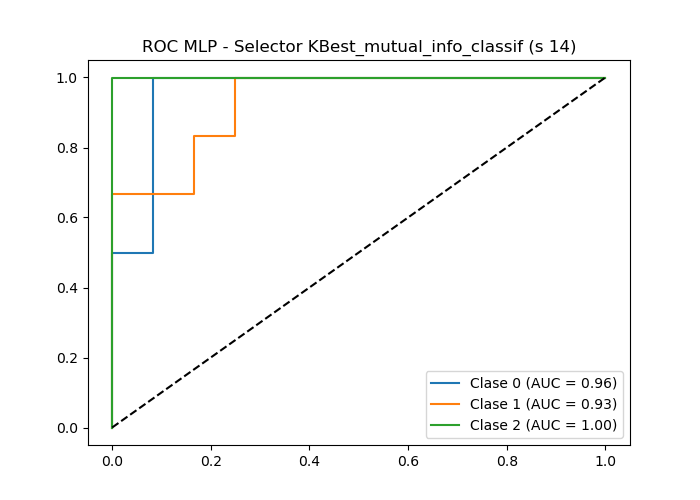 ROC MLP - Selector KBest_mutual_info_classif (s 14)
1.0
0.8
0.6
0.4
0.2
0.0
Clase 0 (AUC = 0.96)
Clase 1 (AUC = 0.93)
Clase 2 (AUC = 1.00)
0.0 0.2 0.4 0.6 0.8 1.0